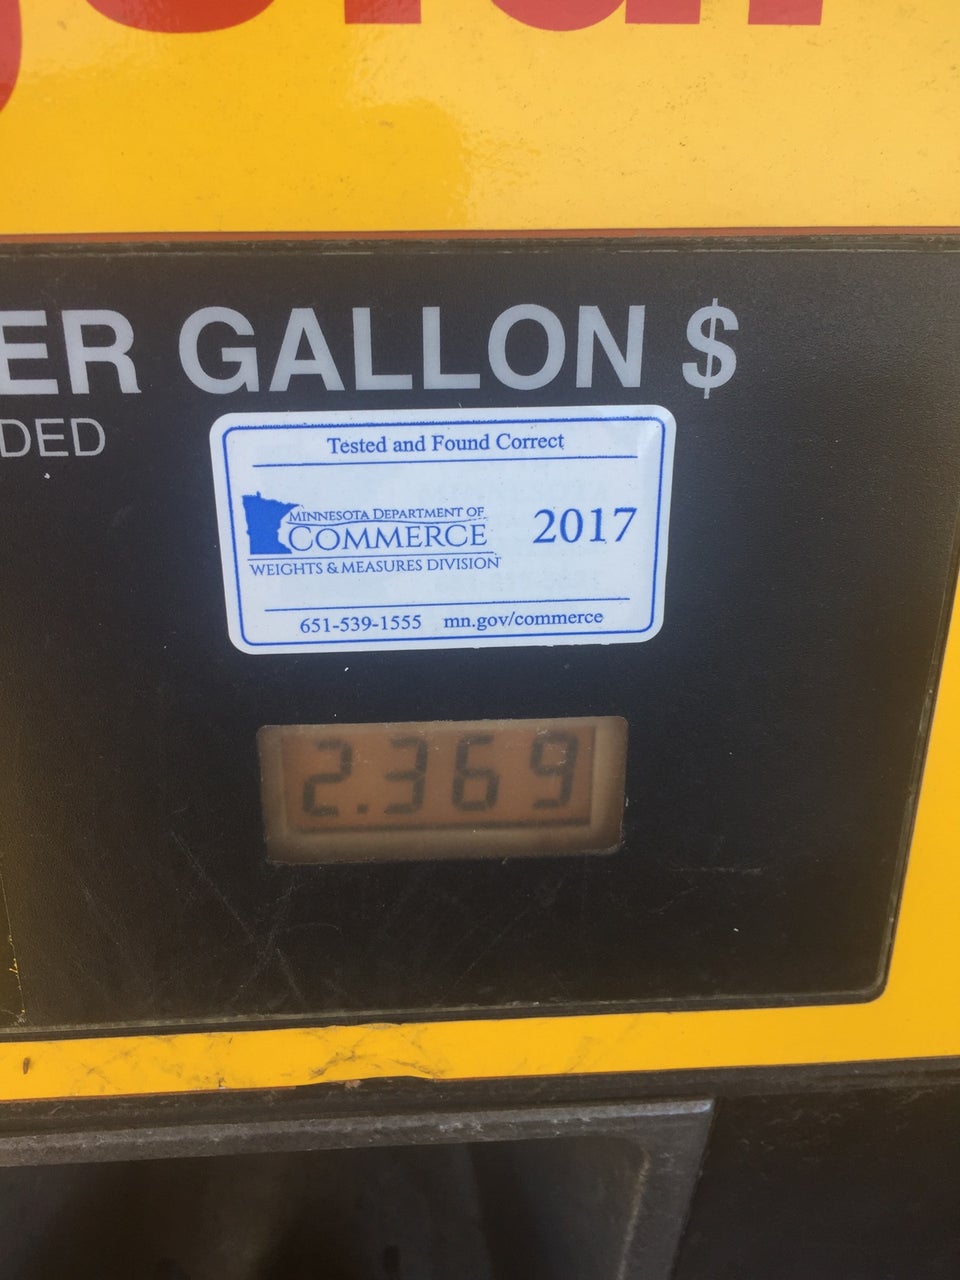 ER GALLON $
DED
Tested and Found Correct
MINNESOTA DEPARTMENT OF
COMMERCE
2017
WEIGHTS & MEASURES DIVISION
651-539-1555 mn.gov/commerce
2.369